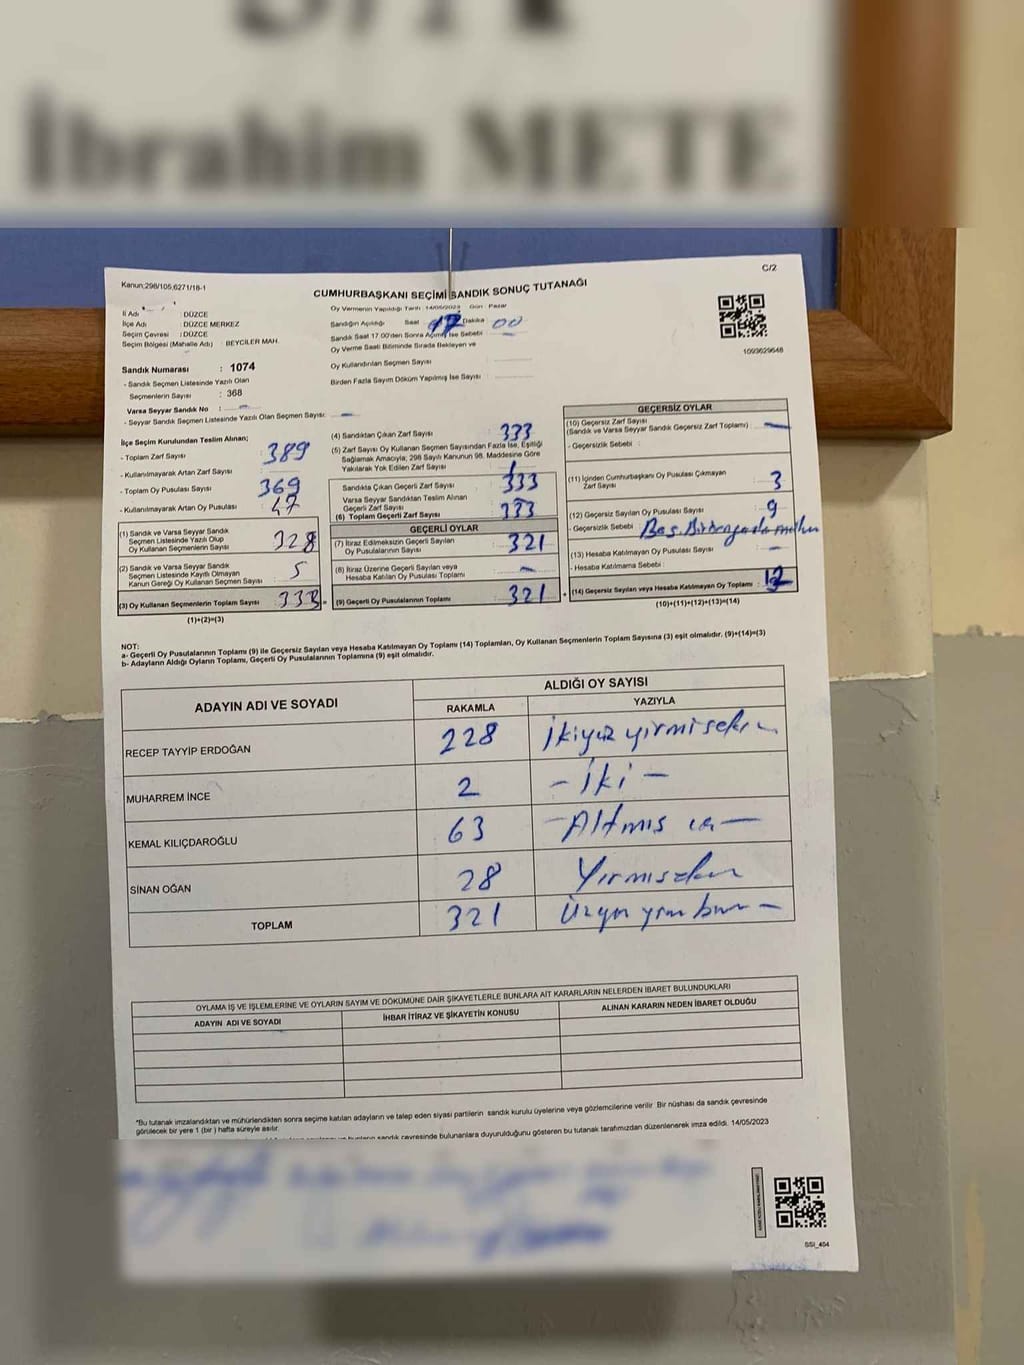 İbrahim METE
C/2
Kanun:298/105,6271/18-1
CUMHURBAŞKANI SEÇİMİ SANDIK SONUÇ TUTANAĞI
İl Adı : DÜZCE
İlçe Adı : DÜZCE MERKEZ
Seçim Çevresi : DÜZCE
Seçim Bölgesi (Mahalle Adı) : BEYCİLER MAH.
Sandık Numarası : 1074
- Sandık Seçmen Listesinde Yazılı Olan
Seçmenlerin Sayısı : 368
Varsa Seyyar Sandık No : —
- Seyyar Sandık Seçmen Listesinde Yazılı Olan Seçmen Sayısı: —
Oy Vermenin Yapıldığı Tarih : 14/05/2023 Gün : Pazar
Sandığın Açıldığı Saat 17 Dakika 00
Sandık Saat 17:00'den Sonra Açılmış İse Sebebi : —
Oy Verme Saati Bitiminde Sırada Bekleyen ve
Oy Kullandırılan Seçmen Sayısı :
Birden Fazla Sayım Döküm Yapılmış İse Sayısı :
1093629648
İlçe Seçim Kurulundan Teslim Alınan;
- Toplam Zarf Sayısı : 389
- Kullanılmayarak Artan Zarf Sayısı :
- Toplam Oy Pusulası Sayısı : 369
- Kullanılmayarak Artan Oy Pusulası : 47
(1) Sandık ve Varsa Seyyar Sandık
Seçmen Listesinde Yazılı Olup
Oy Kullanan Seçmenlerin Sayısı : 328
(2) Sandık ve Varsa Seyyar Sandık
Seçmen Listesinde Kayıtlı Olmayan
Kanun Gereği Oy Kullanan Seçmen Sayısı : 5
(3) Oy Kullanan Seçmenlerin Toplam Sayısı : 333
(1)+(2)=(3)
(4) Sandıktan Çıkan Zarf Sayısı : 333
(5) Zarf Sayısı Oy Kullanan Seçmen Sayısından Fazla İse, Eşitliği
Sağlamak Amacıyla; 298 Sayılı Kanunun 98. Maddesine Göre
Yakılarak Yok Edilen Zarf Sayısı :
Sandıkta Çıkan Geçerli Zarf Sayısı : 333
Varsa Seyyar Sandıktan Teslim Alınan
Geçerli Zarf Sayısı : —
(6) Toplam Geçerli Zarf Sayısı : 333
GEÇERLİ OYLAR
(7) İtiraz Edilmeksizin Geçerli Sayılan
Oy Pusulalarının Sayısı : 321
(8) İtiraz Üzerine Geçerli Sayılan veya
Hesaba Katılan Oy Pusulası Toplamı : —
(9) Geçerli Oy Pusulalarının Toplamı : 321
GEÇERSİZ OYLAR
(10) Geçersiz Zarf Sayısı
(Sandık ve Varsa Seyyar Sandık Geçersiz Zarf Toplamı) : —
- Geçersizlik Sebebi :
(11) İçinden Cumhurbaşkanı Oy Pusulası Çıkmayan
Zarf Sayısı : 3
(12) Geçersiz Sayılan Oy Pusulası Sayısı : 9
- Geçersizlik Sebebi :
(13) Hesaba Katılmayan Oy Pusulası Sayısı : —
- Hesaba Katılmama Sebebi :
(14) Geçersiz Sayılan veya Hesaba Katılmayan Oy Toplamı : 12
(10)+(11)+(12)+(13)=(14)
NOT:
a- Geçerli Oy Pusulalarının Toplamı (9) ile Geçersiz Sayılan veya Hesaba Katılmayan Oy Toplamı (14) Toplamları, Oy Kullanan Seçmenlerin Toplam Sayısına (3) eşit olmalıdır. (9)+(14)=(3)
b- Adayların Aldığı Oyların Toplamı, Geçerli Oy Pusulalarının Toplamına (9) eşit olmalıdır.
ADAYIN ADI VE SOYADI
ALDIĞI OY SAYISI
RAKAMLA YAZIYLA
RECEP TAYYİP ERDOĞAN 228 İkiyüz yirmi sekiz
MUHARREM İNCE 2 — İki —
KEMAL KILIÇDAROĞLU 63 — Altmış üç —
SİNAN OĞAN 28 Yirmisekiz
TOPLAM 321 Üçyüz yirmi bir —
OYLAMA İŞ VE İŞLEMLERİNE VE OYLARIN SAYIM VE DÖKÜMÜNE DAİR ŞİKAYETLERLE BUNLARA AİT KARARLARIN NELERDEN İBARET BULUNDUKLARI
ADAYIN ADI VE SOYADI İHBAR İTİRAZ VE ŞİKAYETİN KONUSU ALINAN KARARIN NEDEN İBARET OLDUĞU
"Bu tutanak imzalandıktan ve mühürlendikten sonra seçime katılan adayların ve talep eden siyasi partilerin sandık kurulu üyelerine veya gözlemcilerine verilir. Bir nüshası da sandık çevresinde
görülecek bir yere 1 (bir) hafta süreyle asılır.
sandık çevresinde bulunanlara duyurulduğunu gösteren bu tutanak tarafımızdan düzenlenerek imza edildi. 14/05/2023
SSI_404